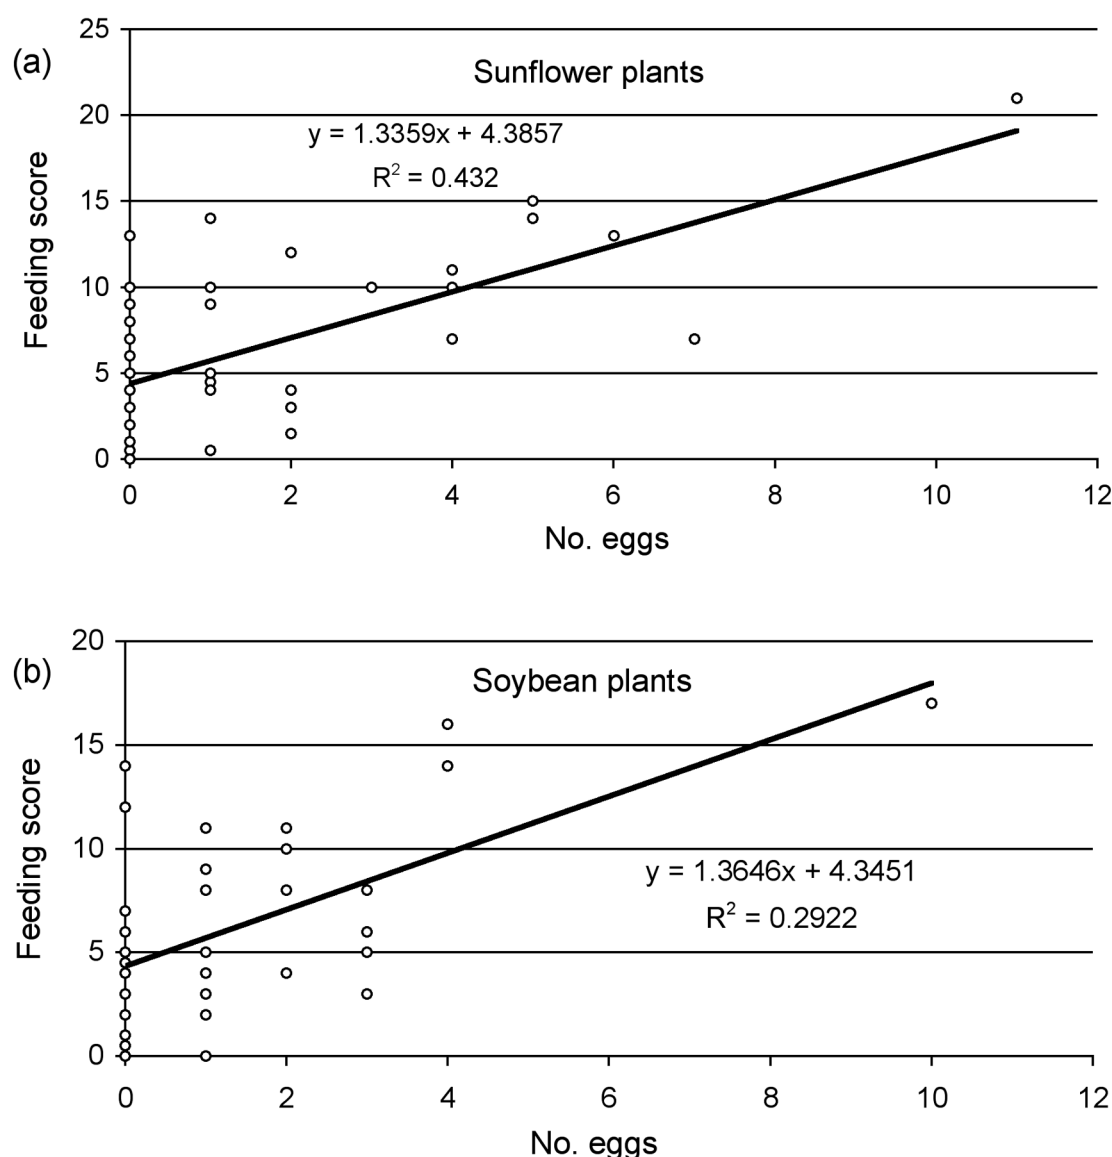 (a)
Sunflower plants
y = 1.3359x + 4.3857
R² = 0.432
Feeding score
25
20
15
10
5
0
0 2 4 6 8 10 12
No. eggs
(b)
Soybean plants
y = 1.3646x + 4.3451
R² = 0.2922
Feeding score
20
15
10
5
0
0 2 4 6 8 10 12
No. eggs